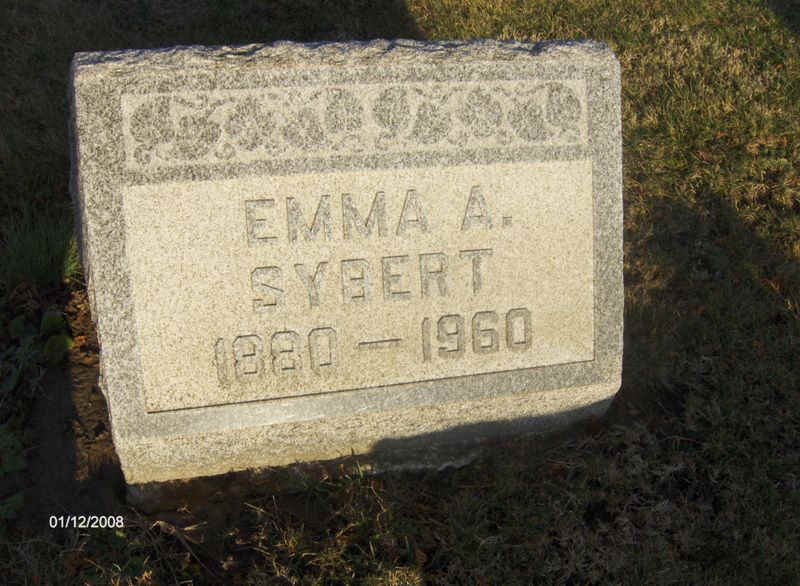 EMMA A.
SYBERT
1880 — 1960
01/12/2008